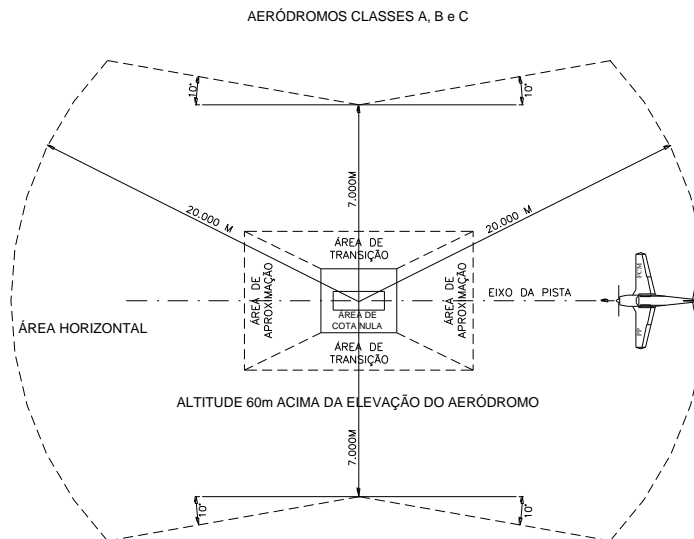 AERÓDROMOS CLASSES A, B e C
10°
10°
7.000M
20.000 M
20.000 M
ÁREA DE
TRANSIÇÃO
ÁREA DE
APROXIMAÇÃO
ÁREA DE
APROXIMAÇÃO
EIXO DA PISTA
FCM
PP
ÁREA DE
COTA NULA
ÁREA HORIZONTAL
ÁREA DE
TRANSIÇÃO
ALTITUDE 60m ACIMA DA ELEVAÇÃO DO AERÓDROMO
7.000M
10°
10°